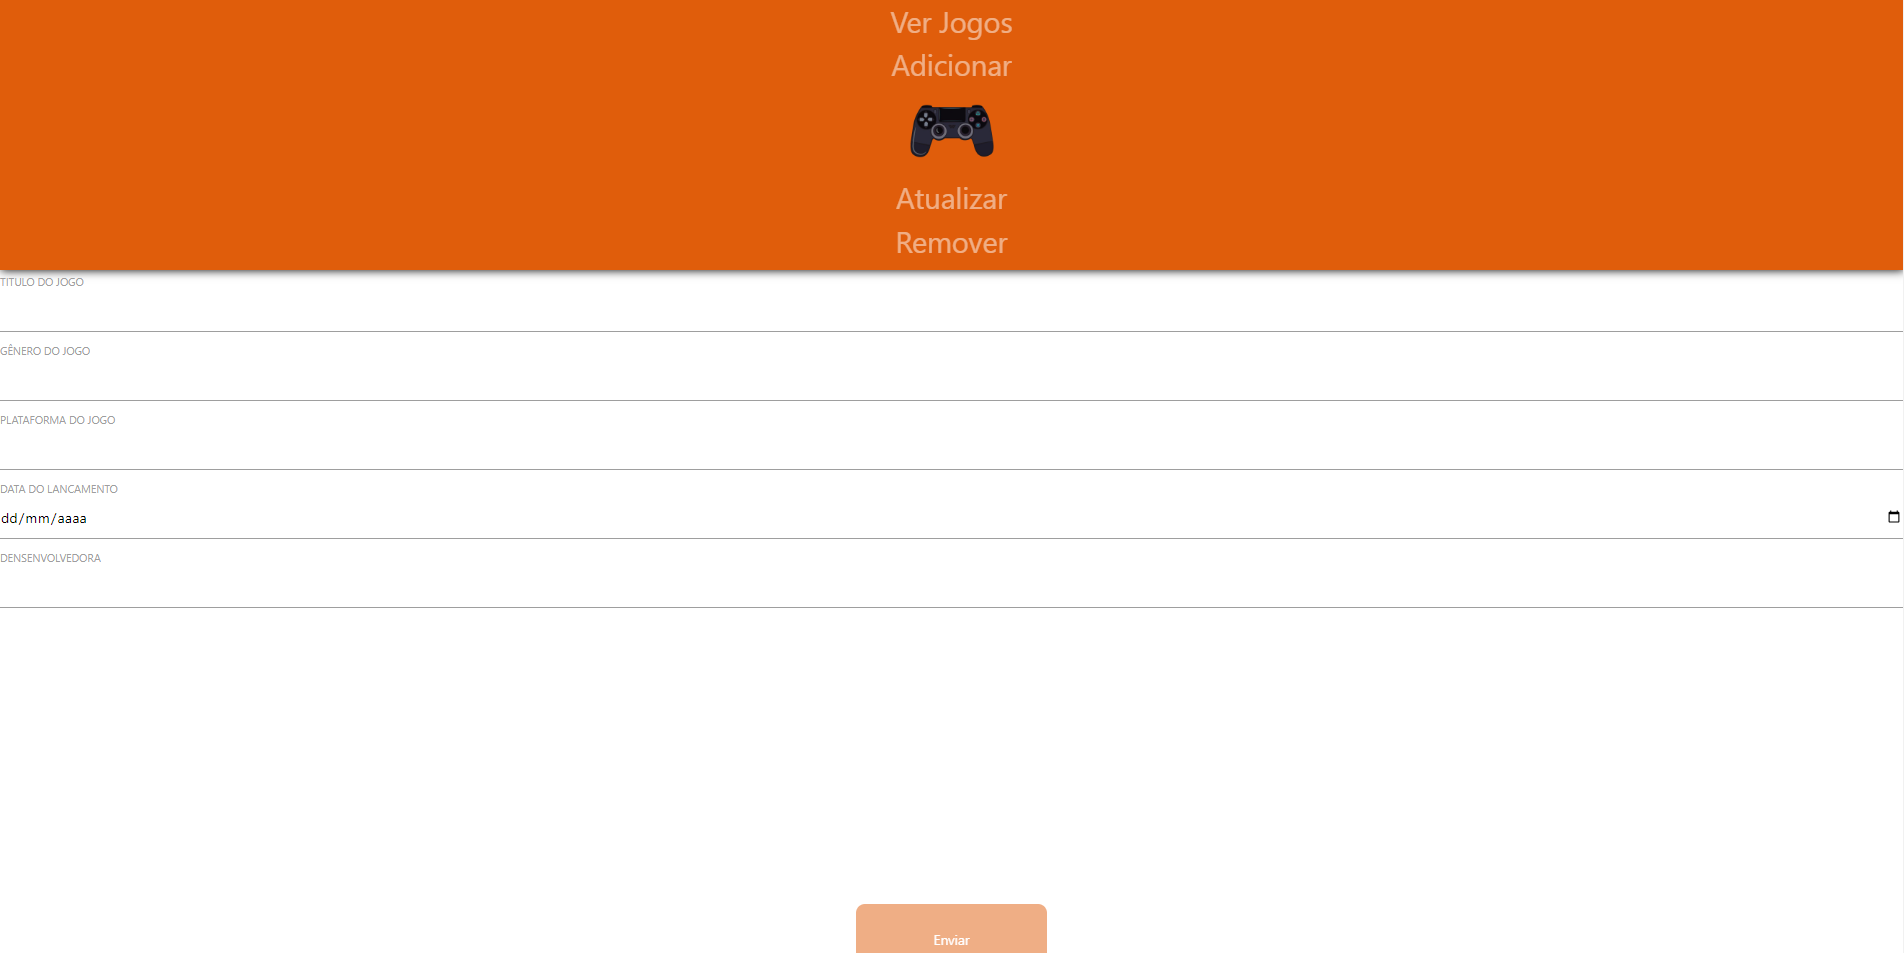 Ver Jogos
Adicionar
Atualizar
Remover
TITULO DO JOGO
GÊNERO DO JOGO
PLATAFORMA DO JOGO
DATA DO LANCAMENTO
dd/mm/aaaa
DENSENVOLVEDORA
Enviar